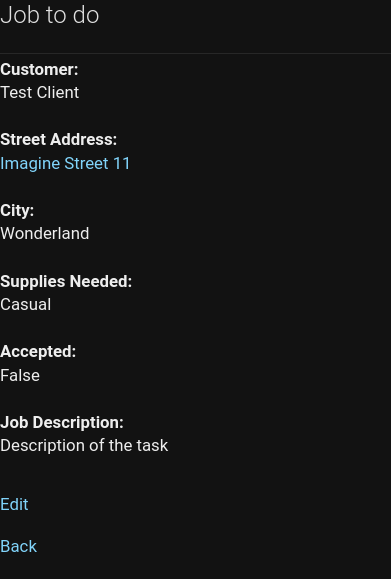 Job to do
Customer:
Test Client
Street Address:
Imagine Street 11
City:
Wonderland
Supplies Needed:
Casual
Accepted:
False
Job Description:
Description of the task
Edit
Back